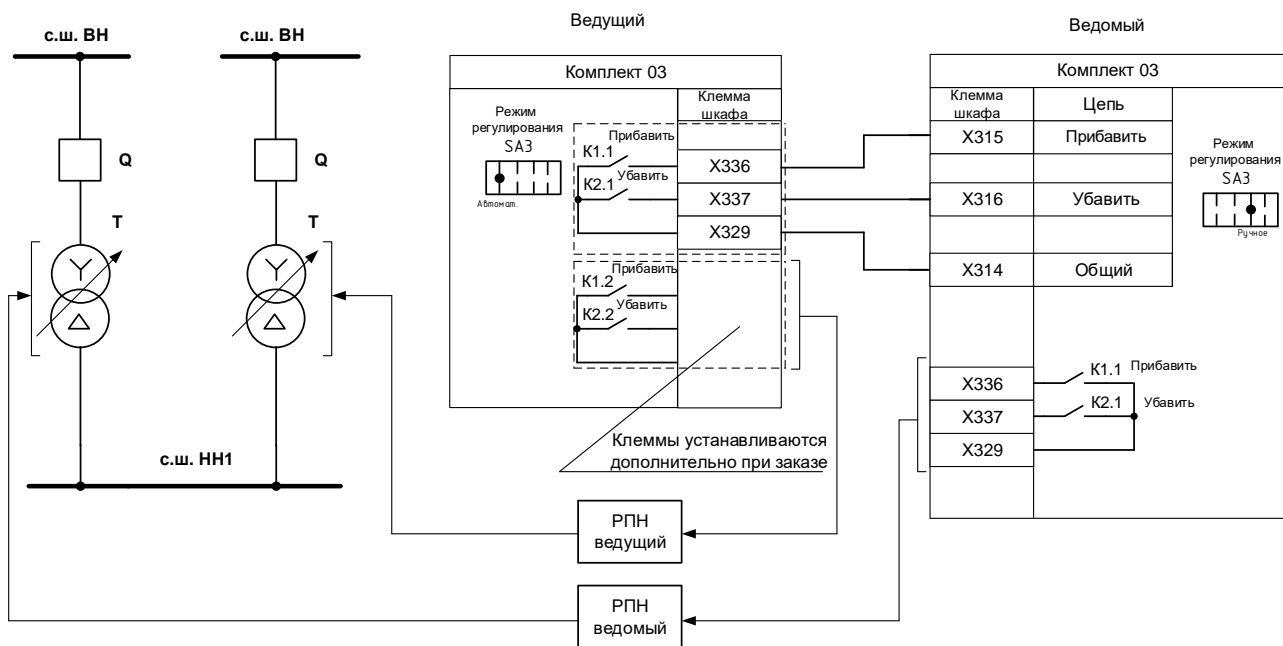 с.ш. ВН
с.ш. ВН
Q
Q
T
T
с.ш. НН1
Ведущий
Комплект 03
Клемма
шкафа
Режим
регулирования
SA3
Автомат.
Прибавить
K1.1
Убавить
K2.1
X336
X337
X329
Прибавить
K1.2
Убавить
K2.2
Клеммы устанавливаются
дополнительно при заказе
РПН
ведущий
РПН
ведомый
Ведомый
Комплект 03
Клемма
шкафа
Цепь
X315
Прибавить
X316
Убавить
X314
Общий
Режим
регулирования
SA3
Ручное
X336
K1.1
Прибавить
X337
K2.1
Убавить
X329